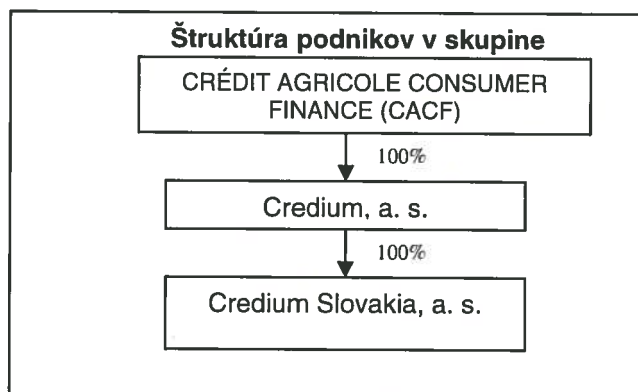 Štruktúra podnikov v skupine
CRÉDIT AGRICOLE CONSUMER
FINANCE (CACF)
100%
Credium, a. s.
100%
Credium Slovakia, a. s.